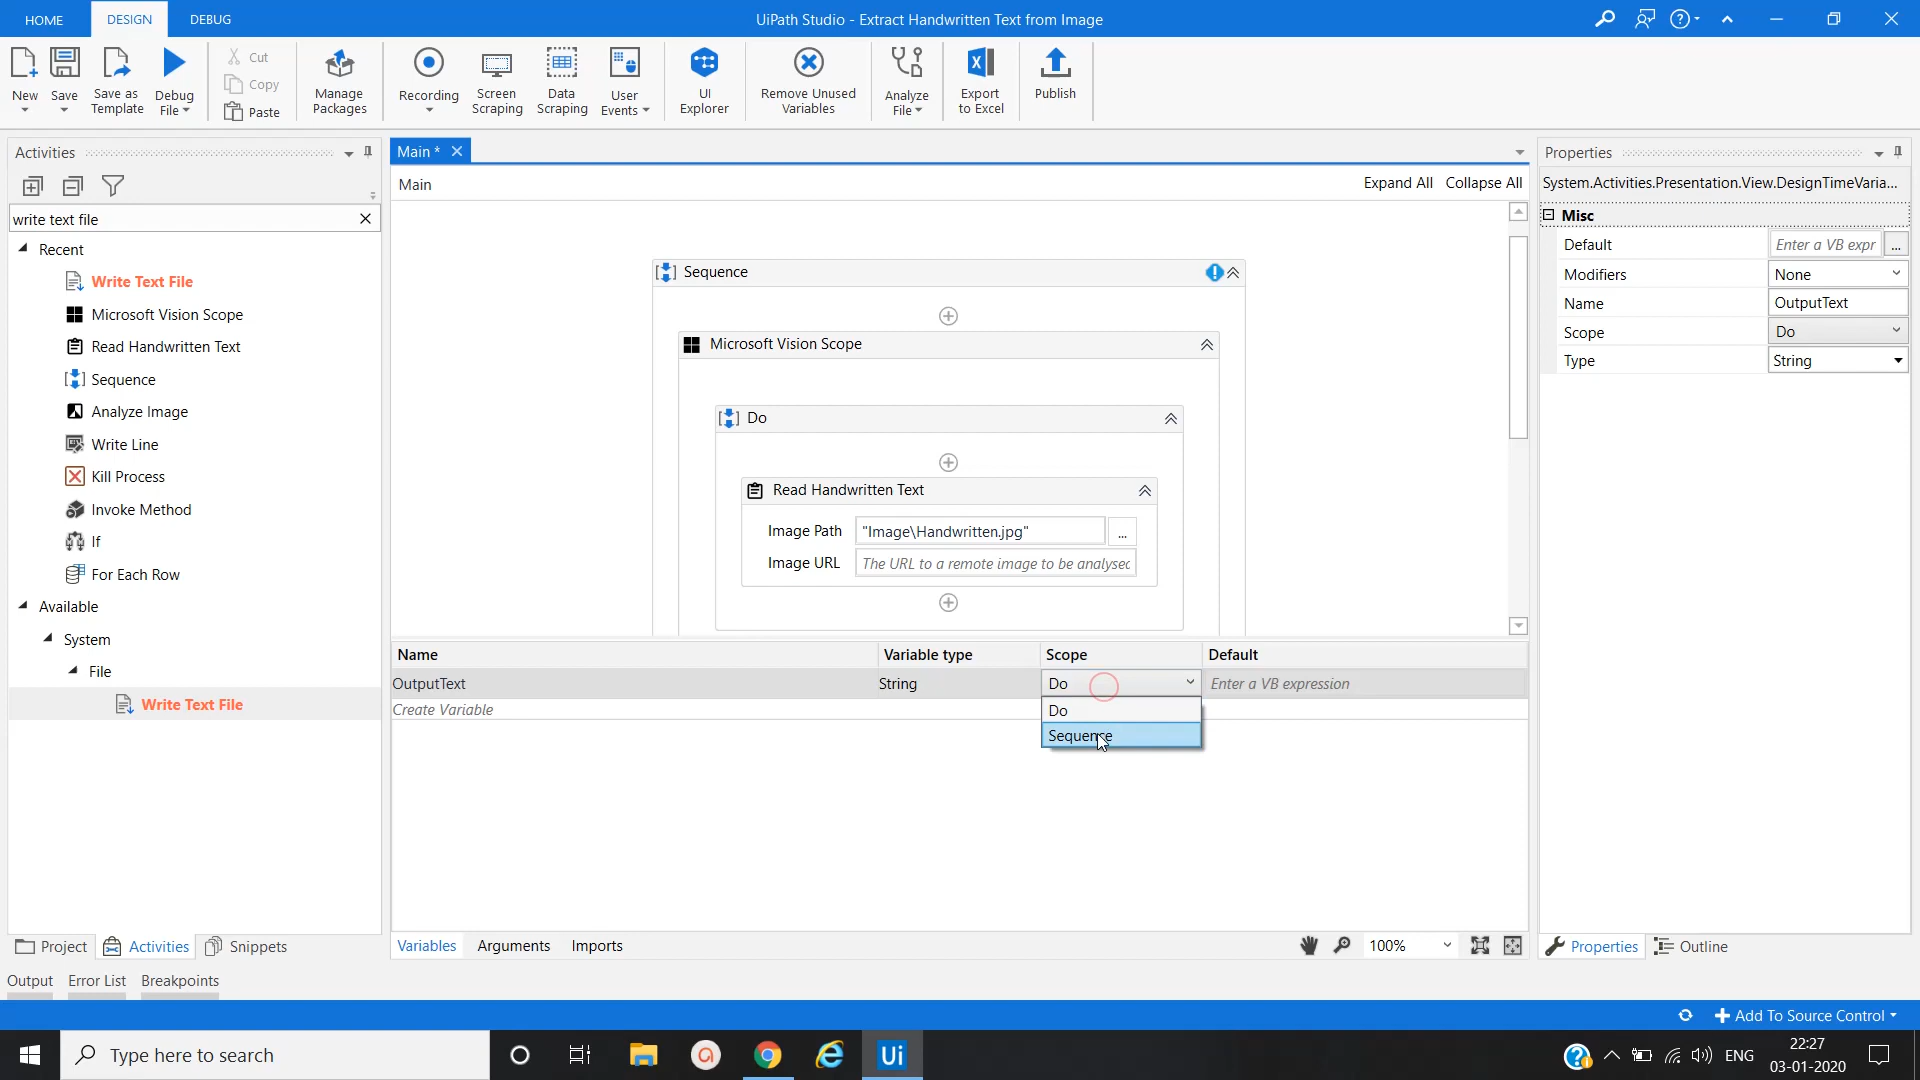 HOME
DESIGN
DEBUG
UiPath Studio - Extract Handwritten Text from Image
New
Save
Save as
Template
Debug
File
Cut
Copy
Paste
Manage
Packages
Recording
Screen
Scraping
Data
Scraping
User
Events
UI
Explorer
Remove Unused
Variables
Analyze
File
Export
to Excel
Publish
Activities
write text file
Recent
Write Text File
Microsoft Vision Scope
Read Handwritten Text
Sequence
Analyze Image
Write Line
Kill Process
Invoke Method
If
For Each Row
Available
System
File
Write Text File
Project
Activities
Snippets
Main *
Main
Expand All
Collapse All
Sequence
Microsoft Vision Scope
Do
Read Handwritten Text
Image Path
"Image\Handwritten.jpg"
...
Image URL
The URL to a remote image to be analysed
Name
Variable type
Scope
Default
OutputText
String
Do
Enter a VB expression
Create Variable
Do
Sequence
Variables
Arguments
Imports
100%
Properties
System.Activities.Presentation.View.DesignTimeVaria...
Misc
Default
Enter a VB expr
...
Modifiers
None
Name
OutputText
Scope
Do
Type
String
Properties
Outline
Output
Error List
Breakpoints
Add To Source Control
Type here to search
Ui
ENG
22:27
03-01-2020